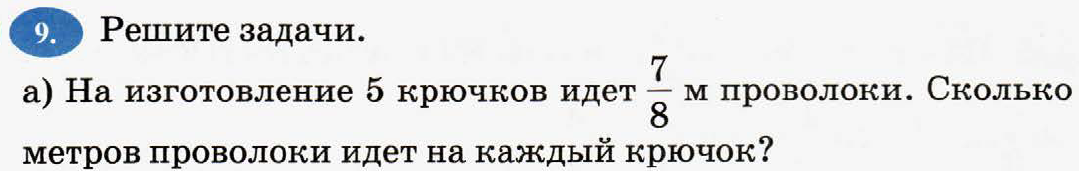 9. Решите задачи.
а) На изготовление 5 крючков идет 7/8 м проволоки. Сколько
метров проволоки идет на каждый крючок?